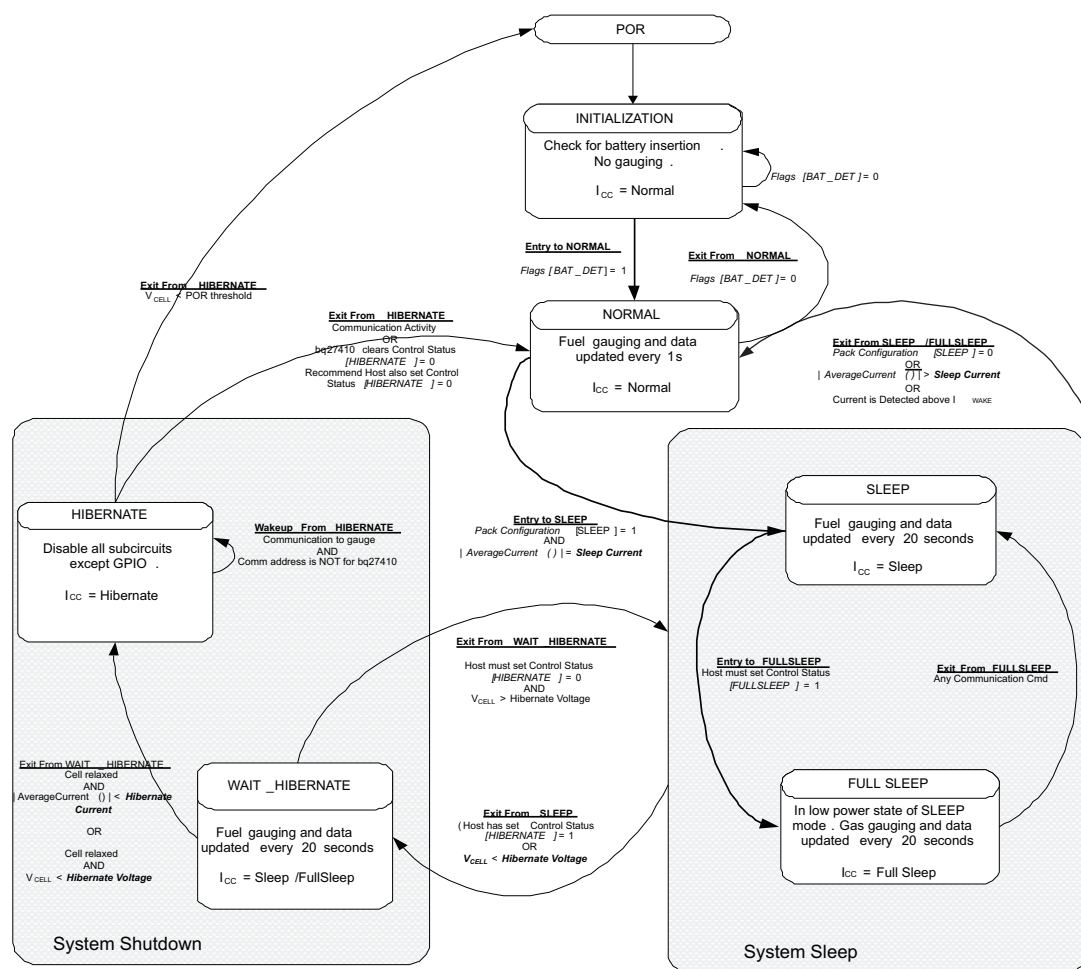 POR
INITIALIZATION
Check for battery insertion .
No gauging .
I CC = Normal
Flags [BAT _DET ] = 0
Entry to NORMAL
Flags [ BAT _DET ] = 1
Exit From NORMAL
Flags [BAT _DET ] = 0
Exit From HIBERNATE
V CELL < POR threshold
Exit From HIBERNATE
Communication Activity
OR
bq27410 clears Control Status
[HIBERNATE ] = 0
Recommend Host also set Control
Status [HIBERNATE ] = 0
NORMAL
Fuel gauging and data
updated every 1s
I CC = Normal
Exit From SLEEP /FULLSLEEP
Pack Configuration [SLEEP ] = 0
OR
| AverageCurrent ( ) | > Sleep Current
OR
Current is Detected above I WAKE
HIBERNATE
Disable all subcircuits
except GPIO .
I CC = Hibernate
Wakeup From HIBERNATE
Communication to gauge
AND
Comm address is NOT for bq27410
Entry to SLEEP
Pack Configuration [SLEEP ] = 1
AND
| AverageCurrent ( ) | = Sleep Current
SLEEP
Fuel gauging and data
updated every 20 seconds
I CC = Sleep
Exit From WAIT _HIBERNATE
Host must set Control Status
[HIBERNATE ] = 0
AND
V CELL > Hibernate Voltage
Entry to FULLSLEEP
Host must set Control Status
[FULLSLEEP ] = 1
Exit From FULLSLEEP
Any Communication Cmd
Exit From WAIT _HIBERNATE
Cell relaxed
AND
| AverageCurrent () | < Hibernate
Current
OR
Cell relaxed
AND
V CELL < Hibernate Voltage
WAIT _HIBERNATE
Fuel gauging and data
updated every 20 seconds
I CC = Sleep /FullSleep
Exit From SLEEP
( Host has set Control Status
[HIBERNATE ] = 1
OR
V CELL < Hibernate Voltage
FULL SLEEP
In low power state of SLEEP
mode . Gas gauging and data
updated every 20 seconds
I CC = Full Sleep
System Shutdown
System Sleep